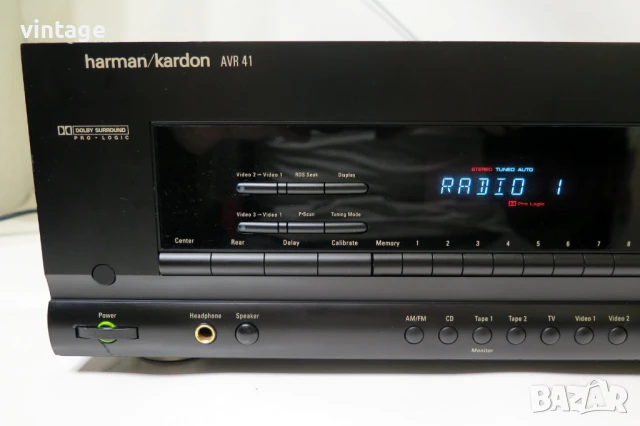 vintage
harman/kardon AVR 41
DOLBY SURROUND
PRO • LOGIC
Video 2 → Video 1 RDS Seek Display
STEREO TUNED AUTO
RADIO 1
Pro Logic
Video 3 → Video 1 P-Scan Tuning Mode
Center Rear Delay Calibrate Memory 1 2 3 4 5 6 7 8
Power Headphone Speaker AM/FM CD Tape 1 Tape 2 TV Video 1 Video 2
Monitor
BAZAR